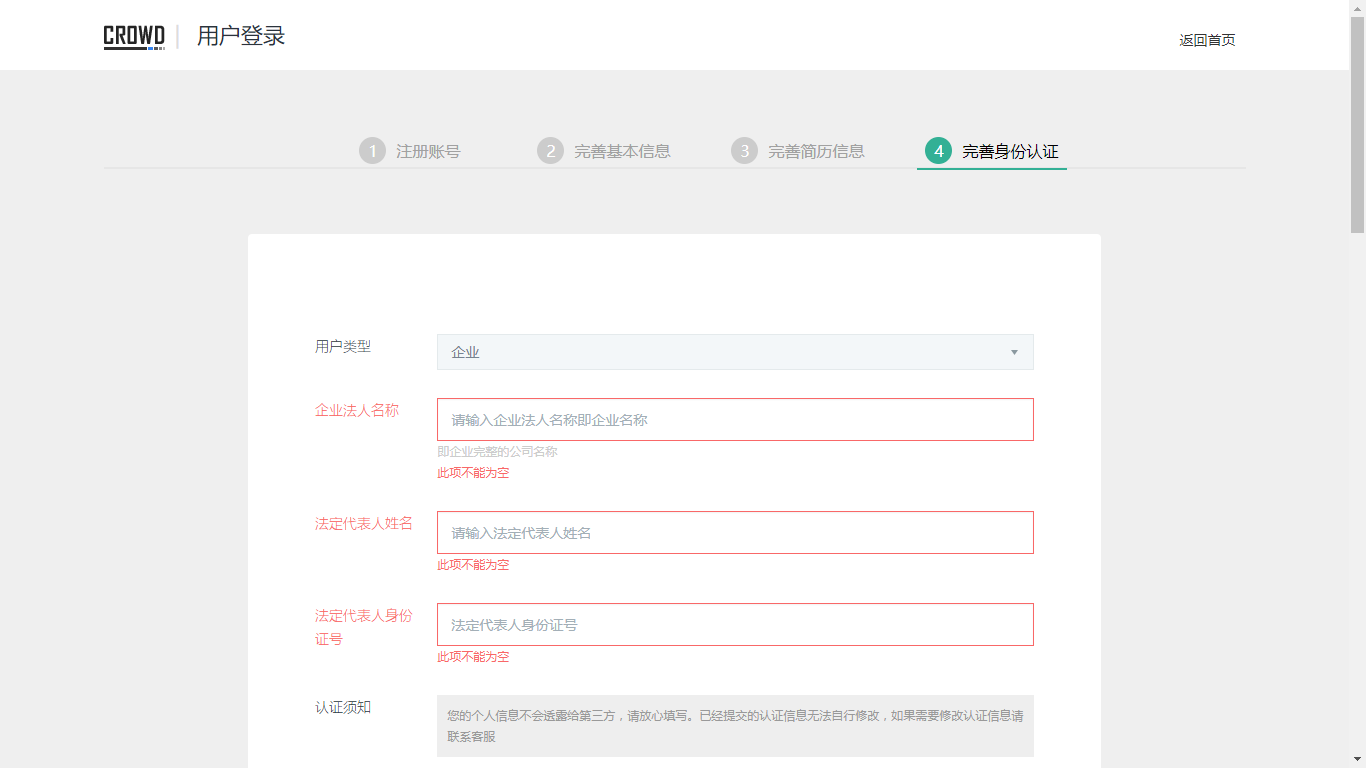 CROWD 用户登录 返回首页
1 注册账号 2 完善基本信息 3 完善简历信息 4 完善身份认证
用户类型 企业
企业法人名称 请输入企业法人名称即企业名称
即企业完整的公司名称
此项不能为空
法定代表人姓名 请输入法定代表人姓名
此项不能为空
法定代表人身份 法定代表人身份证号
证号
此项不能为空
认证须知 您的个人信息不会透露给第三方，请放心填写。已经提交的认证信息无法自行修改，如果需要修改认证信息请
联系客服